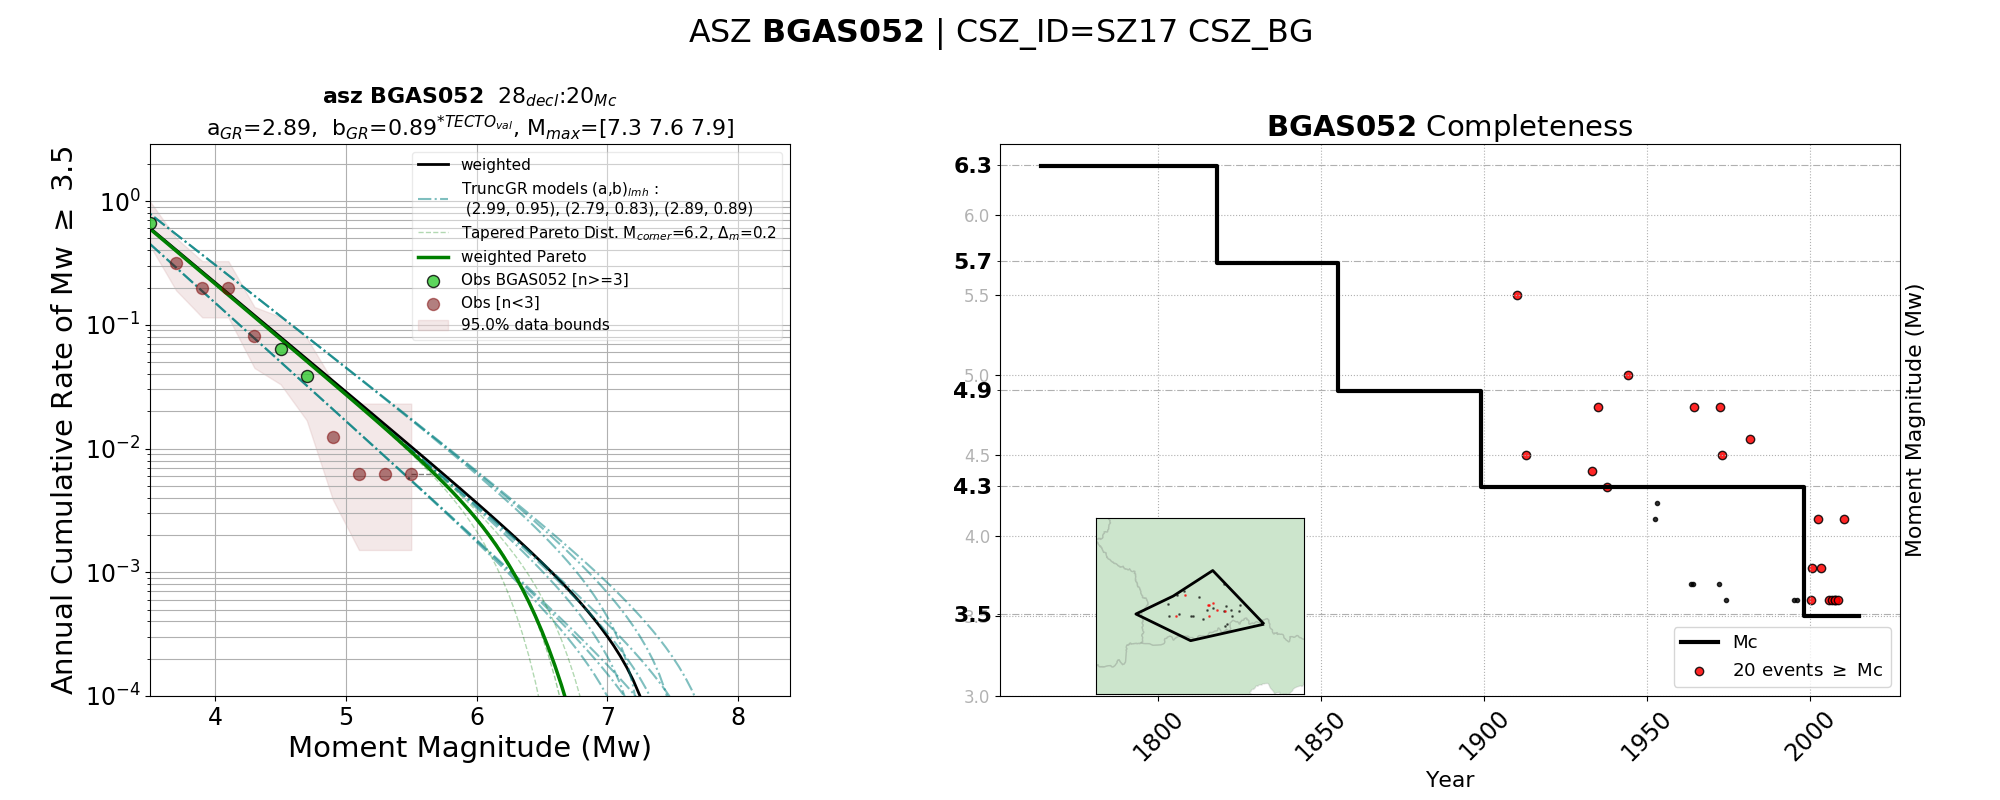 ASZ BGAS052 | CSZ_ID=SZ17 CSZ_BG
asz BGAS052 28decl:20Mc
aGR=2.89, bGR=0.89*TECTOval, Mmax=[7.3 7.6 7.9]
Annual Cumulative Rate of Mw ≥ 3.5
10^0
10^−1
10^−2
10^−3
10^−4
weighted
TruncGR models (a,b)lmh :
(2.99, 0.95), (2.79, 0.83), (2.89, 0.89)
Tapered Pareto Dist. Mcorner=6.2, Δm=0.2
weighted Pareto
Obs BGAS052 [n>=3]
Obs [n<3]
95.0% data bounds
4 5 6 7 8
Moment Magnitude (Mw)
BGAS052 Completeness
6.3
6.0
5.7
5.5
5.0
4.9
4.5
4.3
4.0
3.5
3.0
Moment Magnitude (Mw)
Mc
20 events ≥ Mc
1800 1850 1900 1950 2000
Year